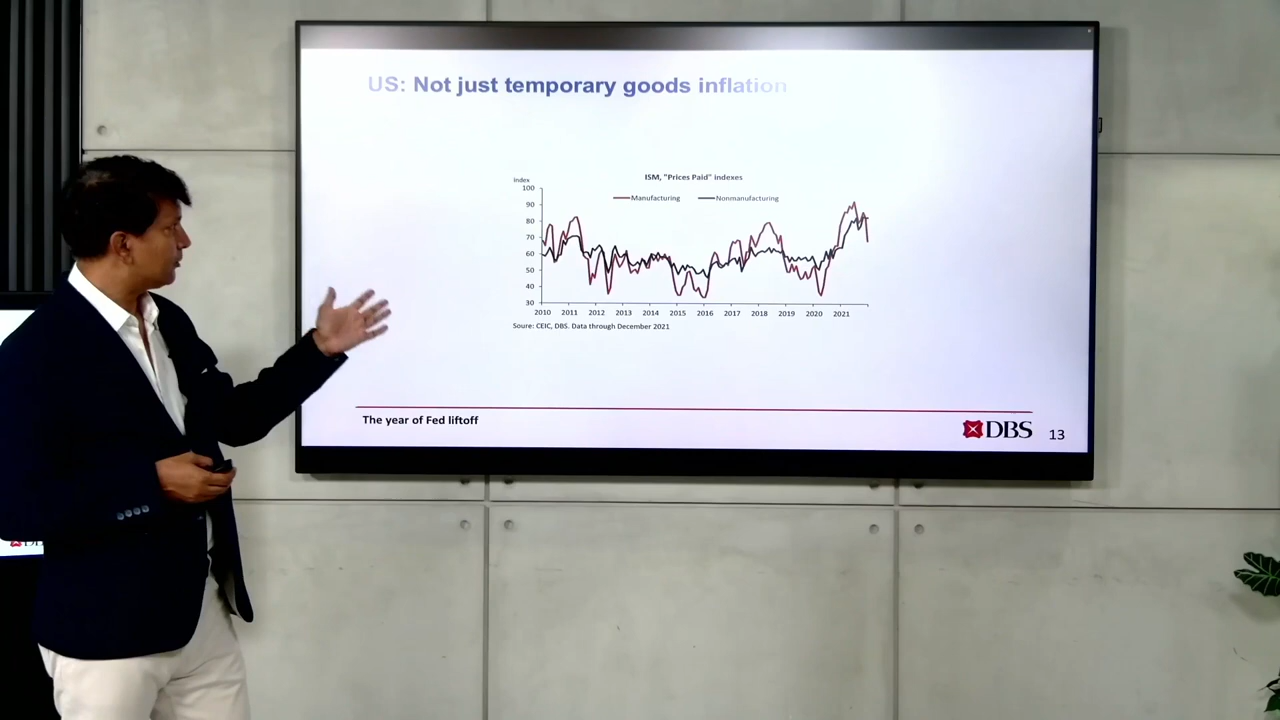 US: Not just temporary goods inflation
ISM, "Prices Paid" indexes
Index
Manufacturing
Nonmanufacturing
100
90
80
70
60
50
40
30
2010 2011 2012 2013 2014 2015 2016 2017 2018 2019 2020 2021
Soure: CEIC, DBS. Data through December 2021
The year of Fed liftoff
DBS
13